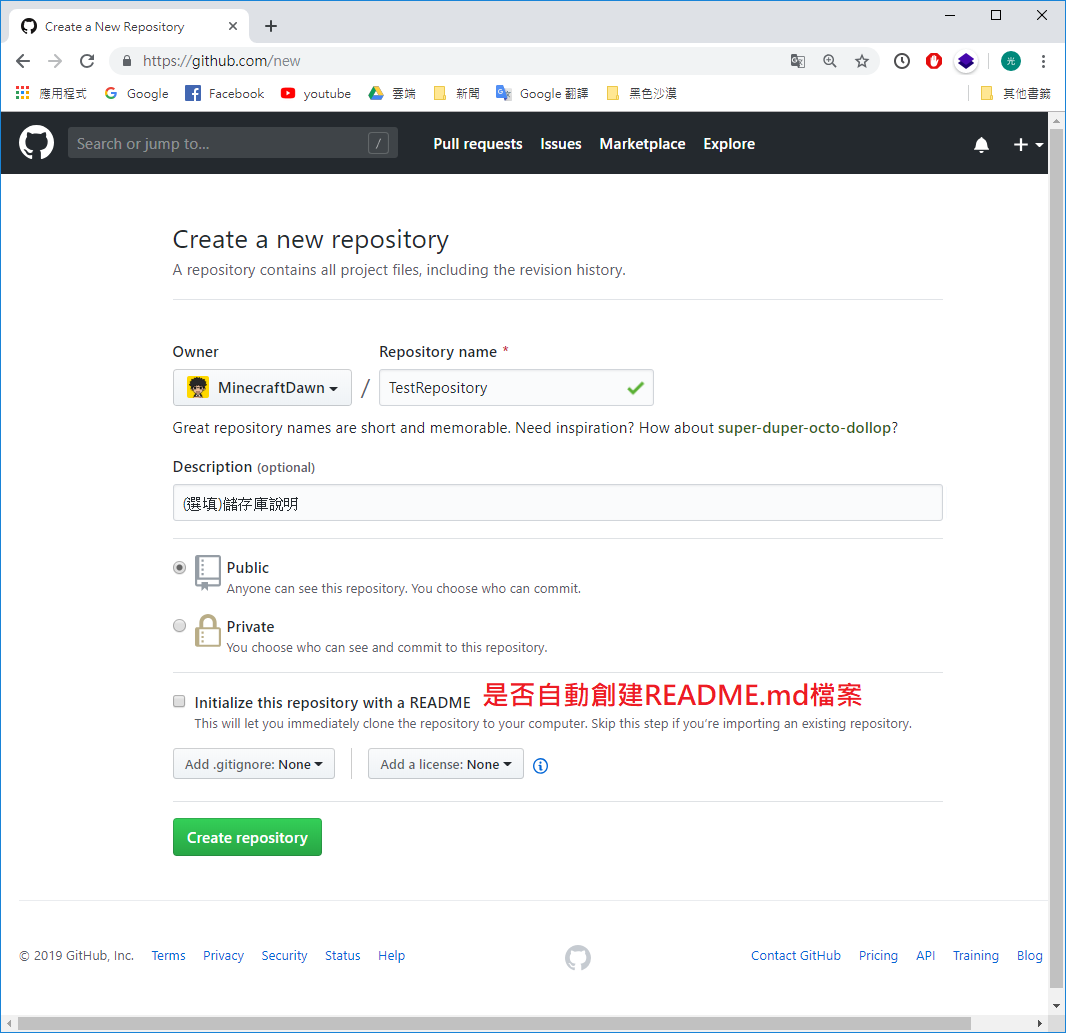 Create a New Repository
https://github.com/new
光
應用程式 Google Facebook youtube 雲端 新聞 Google 翻譯 黑色沙漠 其他書籤
Search or jump to... / Pull requests Issues Marketplace Explore
Create a new repository
A repository contains all project files, including the revision history.
Owner Repository name *
MinecraftDawn / TestRepository
Great repository names are short and memorable. Need inspiration? How about super-duper-octo-dollop?
Description (optional)
(選填)儲存庫說明
Public
Anyone can see this repository. You choose who can commit.
Private
You choose who can see and commit to this repository.
Initialize this repository with a README 是否自動創建README.md檔案
This will let you immediately clone the repository to your computer. Skip this step if you’re importing an existing repository.
Add .gitignore: None Add a license: None
Create repository
© 2019 GitHub, Inc. Terms Privacy Security Status Help Contact GitHub Pricing API Training Blog